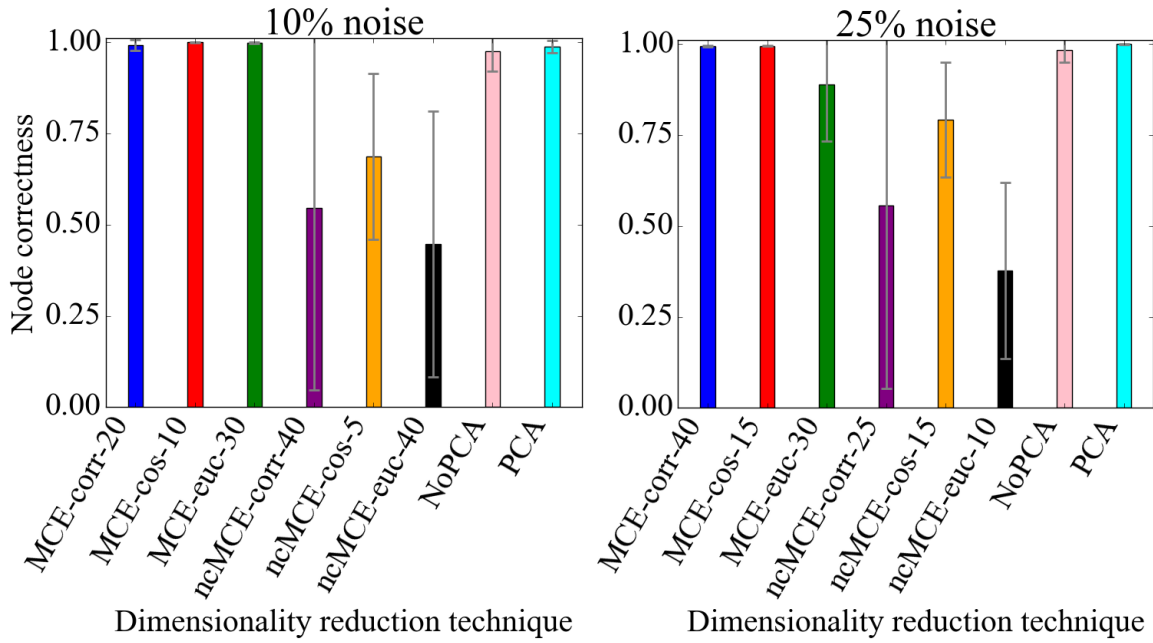 10% noise
Node correctness
1.00
0.75
0.50
0.25
0.00
MCE-corr-20
MCE-cos-10
MCE-euc-30
ncMCE-corr-40
ncMCE-cos-5
ncMCE-euc-40
NoPCA
PCA
Dimensionality reduction technique
25% noise
1.00
0.75
0.50
0.25
0.00
MCE-corr-40
MCE-cos-15
MCE-euc-30
ncMCE-corr-25
ncMCE-cos-15
ncMCE-euc-10
NoPCA
PCA
Dimensionality reduction technique